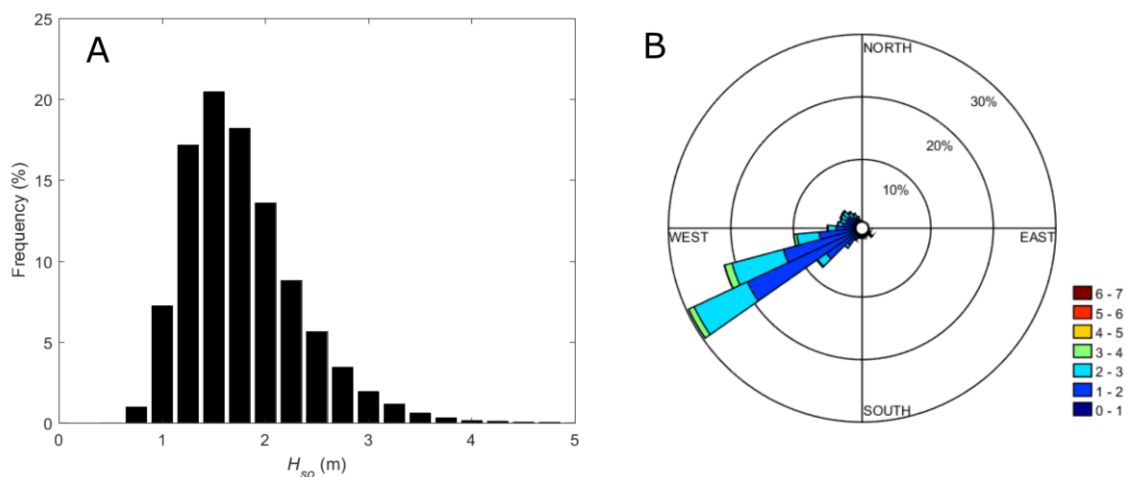 A
25
20
15
10
5
0
Frequency (%)
0 1 2 3 4 5
Hso (m)
B
NORTH
30%
20%
10%
WEST EAST
SOUTH
6 - 7
5 - 6
4 - 5
3 - 4
2 - 3
1 - 2
0 - 1